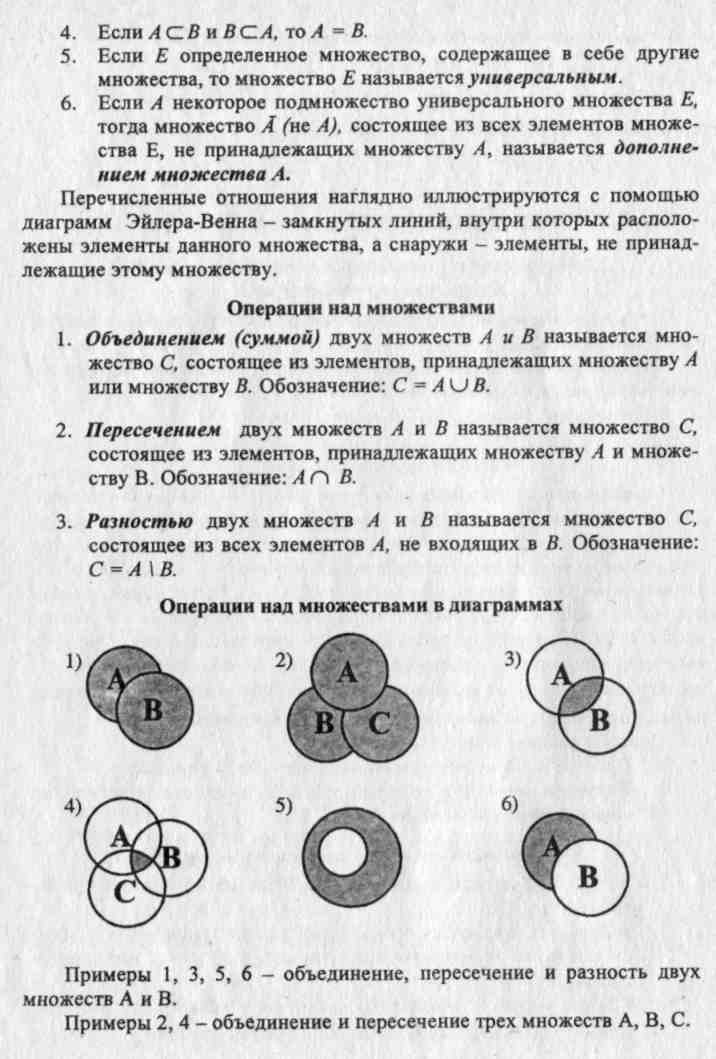 4. Если A ⊂ B и B ⊂ A, то A = B.
5. Если E определенное множество, содержащее в себе другие
множества, то множество E называется универсальным.
6. Если A некоторое подмножество универсального множества E,
тогда множество Ā (не A), состоящее из всех элементов множе-
ства Е, не принадлежащих множеству A, называется дополне-
нием множества А.
Перечисленные отношения наглядно иллюстрируются с помощью
диаграмм Эйлера-Венна – замкнутых линий, внутри которых располо-
жены элементы данного множества, а снаружи – элементы, не принад-
лежащие этому множеству.
Операции над множествами
1. Объединением (суммой) двух множеств A и B называется мно-
жество C, состоящее из элементов, принадлежащих множеству A
или множеству B. Обозначение: C = A ∪ B.
2. Пересечением двух множеств A и B называется множество C,
состоящее из элементов, принадлежащих множеству A и множе-
ству В. Обозначение: A ∩ B.
3. Разностью двух множеств A и B называется множество C,
состоящее из всех элементов A, не входящих в B. Обозначение:
C = A \ B.
Операции над множествами в диаграммах
1) A B
2) A B C
3) A B
4) A B C
5)
6) A B
Примеры 1, 3, 5, 6 – объединение, пересечение и разность двух
множеств А и В.
Примеры 2, 4 – объединение и пересечение трех множеств А, В, С.